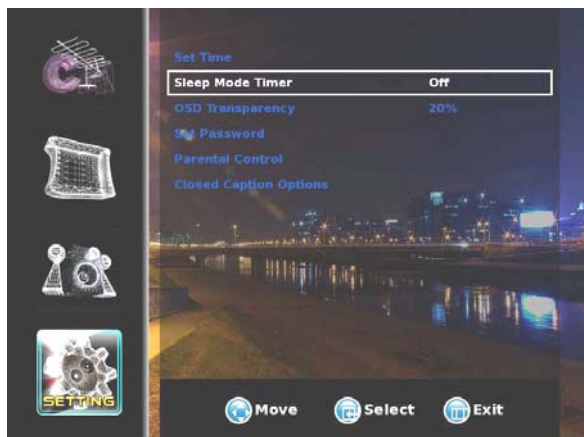 Set Time
Sleep Mode Timer Off
OSD Transparency 20%
Set Password
Parental Control
Closed Caption Options
SETTING
Move Select Exit